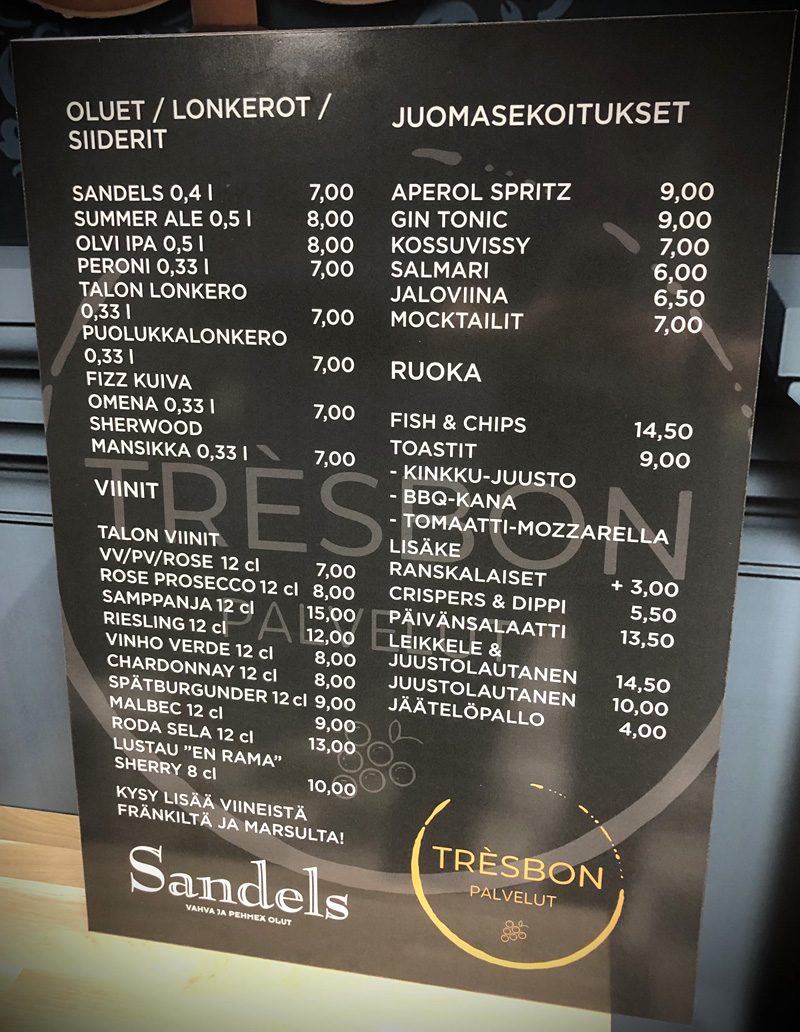 OLUET / LONKEROT /
SIIDERIT
SANDELS 0,4 l 7,00
SUMMER ALE 0,5 l 8,00
OLVI IPA 0,5 l 8,00
PERONI 0,33 l 7,00
TALON LONKERO
0,33 l 7,00
PUOLUKKALONKERO
0,33 l 7,00
FIZZ KUIVA
OMENA 0,33 l 7,00
SHERWOOD
MANSIKKA 0,33 l 7,00
VIINIT
TALON VIINIT
VV/PV/ROSE 12 cl 7,00
ROSE PROSECCO 12 cl 8,00
SAMPPANJA 12 cl 15,00
RIESLING 12 cl 12,00
VINHO VERDE 12 cl 8,00
CHARDONNAY 12 cl 8,00
SPÄTBURGUNDER 12 cl 9,00
MALBEC 12 cl 9,00
RODA SELA 12 cl 13,00
LUSTAU ”EN RAMA”
SHERRY 8 cl 10,00
KYSY LISÄÄ VIINEISTÄ
FRÄNKILTÄ JA MARSULTA!
Sandels
VAHVA JA PEHMEÄ OLUT
JUOMASEKOITUKSET
APEROL SPRITZ 9,00
GIN TONIC 9,00
KOSSUVISSY 7,00
SALMARI 6,00
JALOVIINA 6,50
MOCKTAILIT 7,00
RUOKA
FISH & CHIPS 14,50
TOASTIT 9,00
- KINKKU-JUUSTO
- BBQ-KANA
- TOMAATTI-MOZZARELLA
LISÄKE
RANSKALAISET + 3,00
CRISPERS & DIPPI 5,50
PÄIVÄNSALAATTI 13,50
LEIKKELE &
JUUSTOLAUTANEN 14,50
JUUSTOLAUTANEN 10,00
JÄÄTELÖPALLO 4,00
TRÈSBON
PALVELUT
TRÈSBON
PALVELUT